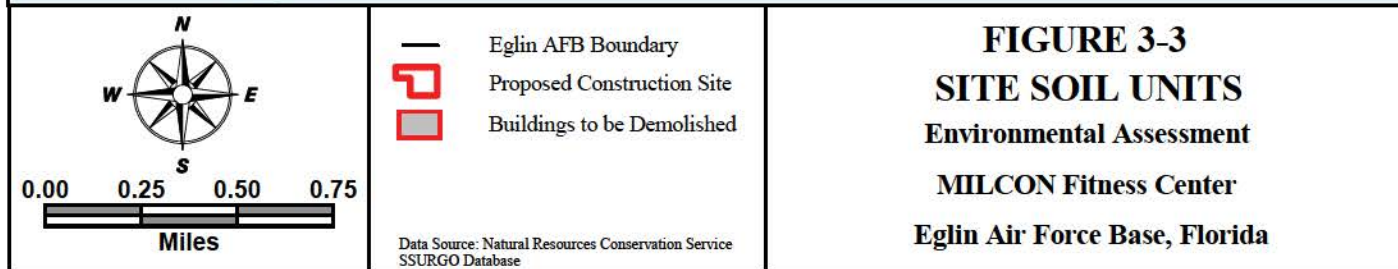 N
W E
S
0.00 0.25 0.50 0.75
Miles
Eglin AFB Boundary
Proposed Construction Site
Buildings to be Demolished
Data Source: Natural Resources Conservation Service
SSURGO Database
FIGURE 3-3
SITE SOIL UNITS
Environmental Assessment
MILCON Fitness Center
Eglin Air Force Base, Florida